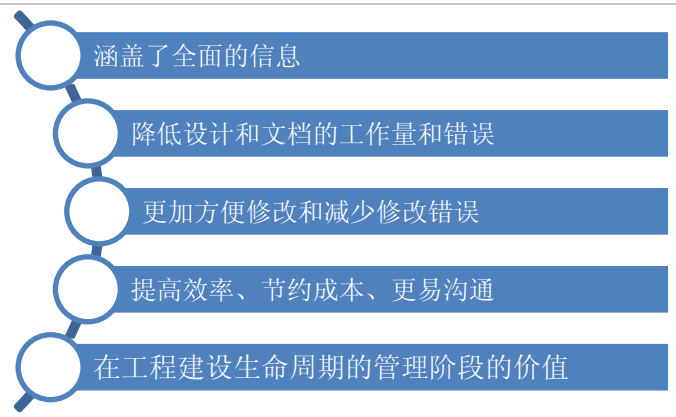 涵盖了全面的信息
降低设计和文档的工作量和错误
更加方便修改和减少修改错误
提高效率、节约成本、更易沟通
在工程建设生命周期的管理阶段的价值